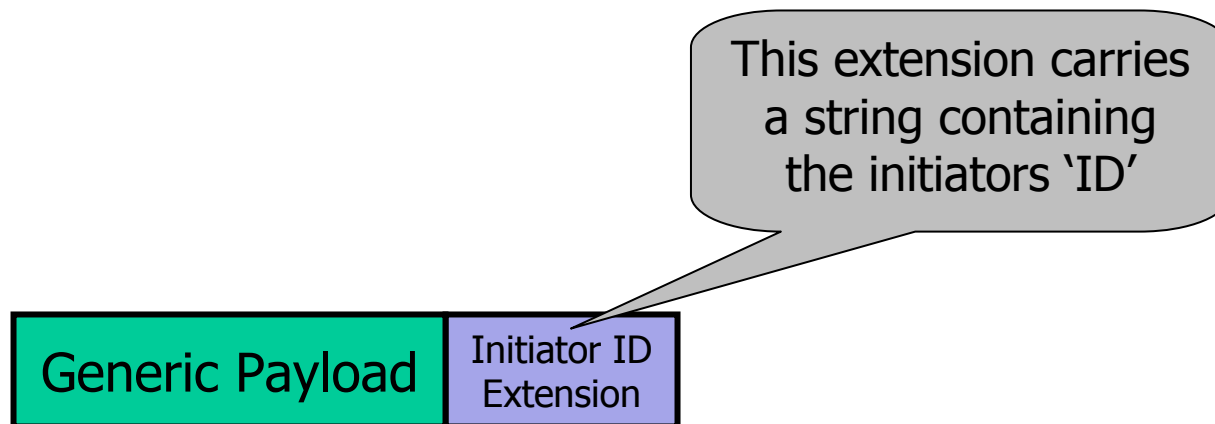 This extension carries
a string containing
the initiators ‘ID’
Generic Payload
Initiator ID
Extension